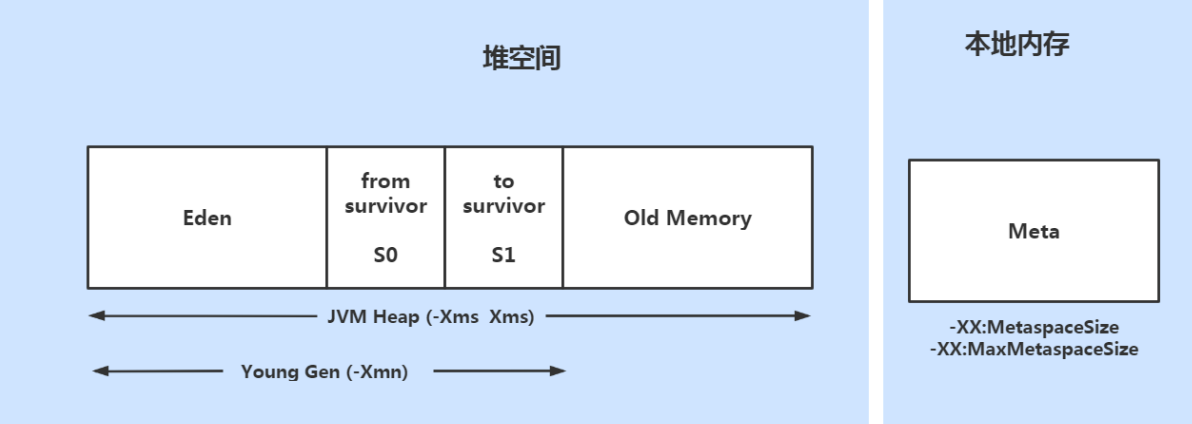 堆空间
本地内存
Eden
from
survivor
S0
to
survivor
S1
Old Memory
Meta
JVM Heap (-Xms  Xms)
Young Gen (-Xmn)
-XX:MetaspaceSize
-XX:MaxMetaspaceSize